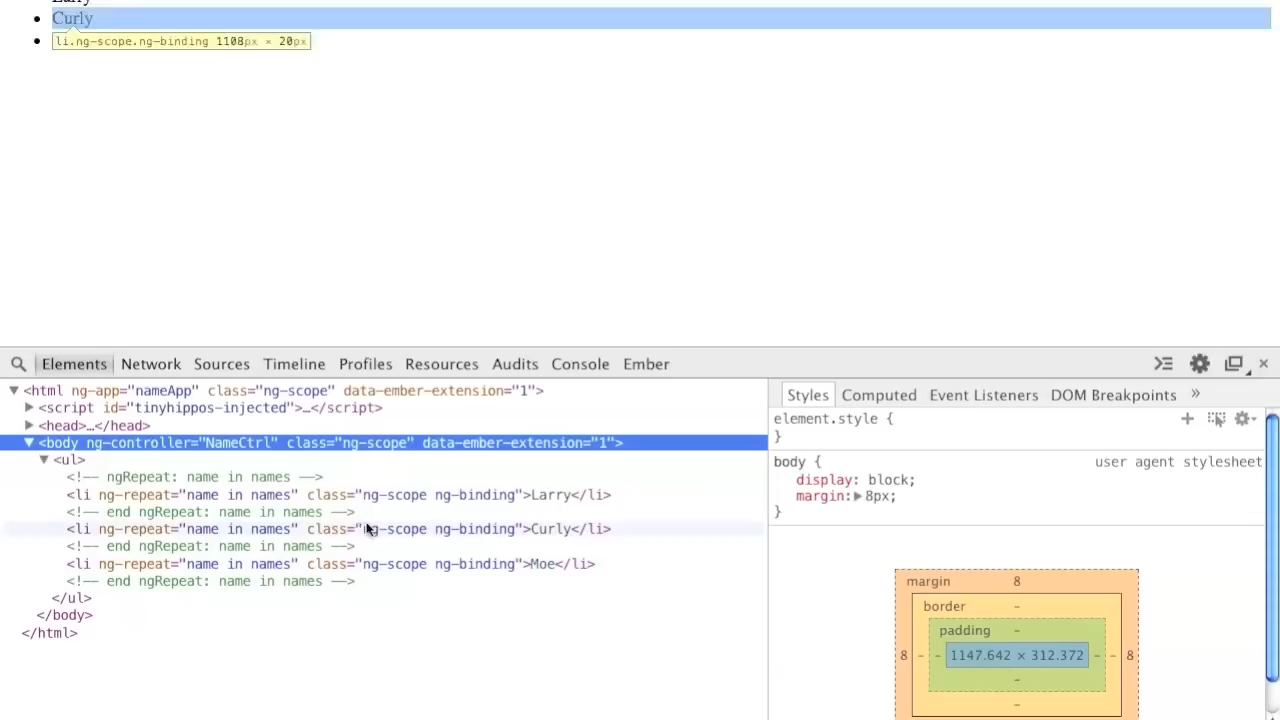 Larry
Curly
li.ng-scope.ng-binding 1108px × 20px
Elements Network Sources Timeline Profiles Resources Audits Console Ember
<html ng-app="nameApp" class="ng-scope" data-ember-extension="1">
<script id="tinyhippos-injected">…</script>
<head>…</head>
<body ng-controller="NameCtrl" class="ng-scope" data-ember-extension="1">
<ul>
<!-- ngRepeat: name in names -->
<li ng-repeat="name in names" class="ng-scope ng-binding">Larry</li>
<!-- end ngRepeat: name in names -->
<li ng-repeat="name in names" class="ng-scope ng-binding">Curly</li>
<!-- end ngRepeat: name in names -->
<li ng-repeat="name in names" class="ng-scope ng-binding">Moe</li>
<!-- end ngRepeat: name in names -->
</ul>
</body>
</html>
Styles Computed Event Listeners DOM Breakpoints »
element.style {
}
body { user agent stylesheet
display: block;
margin: 8px;
}
margin 8
border -
padding -
8 - - 1147.642 × 312.372 - - 8
-
-